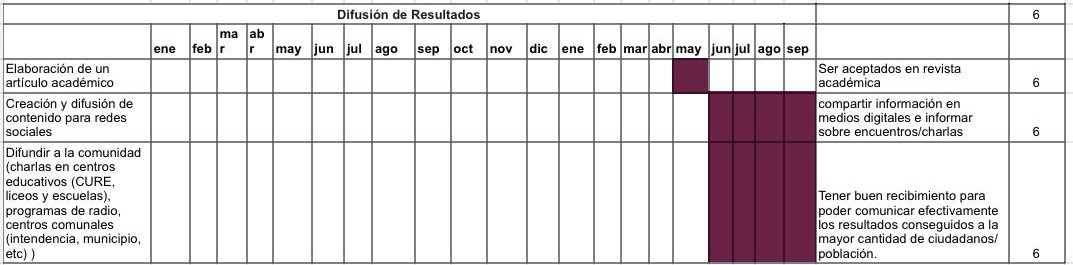 Difusión de Resultados 6
ene feb mar abr may jun jul ago sep oct nov dic ene feb mar abr may jun jul ago sep
Elaboración de un
artículo académico
Ser aceptados en revista
académica 6
Creación y difusión de
contenido para redes
sociales
compartir información en
medios digitales e informar
sobre encuentros/charlas 6
Difundir a la comunidad
(charlas en centros
educativos (CURE,
liceos y escuelas),
programas de radio,
centros comunales
(intendencia, municipio,
etc) )
Tener buen recibimiento para
poder comunicar efectivamente
los resultados conseguidos a la
mayor cantidad de ciudadanos/
población. 6